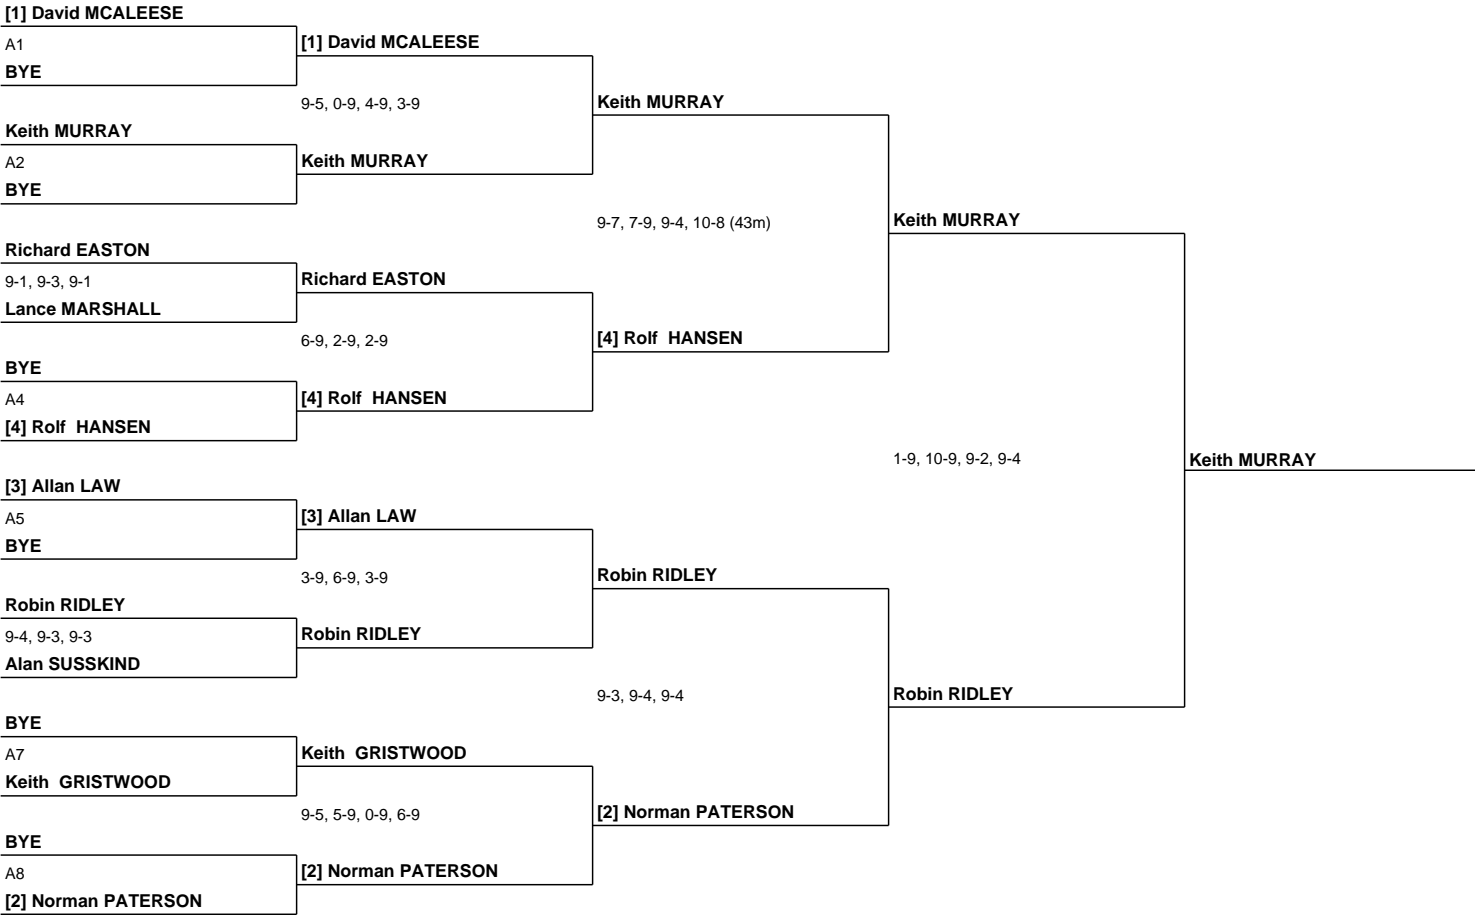 [1] David MCALEESE
A1
BYE
Keith MURRAY
A2
BYE
Richard EASTON
9-1, 9-3, 9-1
Lance MARSHALL
BYE
A4
[4] Rolf  HANSEN
[3] Allan LAW
A5
BYE
Robin RIDLEY
9-4, 9-3, 9-3
Alan SUSSKIND
BYE
A7
Keith  GRISTWOOD
BYE
A8
[2] Norman PATERSON
[1] David MCALEESE
9-5, 0-9, 4-9, 3-9
Keith MURRAY
Richard EASTON
6-9, 2-9, 2-9
[4] Rolf  HANSEN
[3] Allan LAW
3-9, 6-9, 3-9
Robin RIDLEY
Keith  GRISTWOOD
9-5, 5-9, 0-9, 6-9
[2] Norman PATERSON
Keith MURRAY
9-7, 7-9, 9-4, 10-8 (43m)
[4] Rolf  HANSEN
Robin RIDLEY
9-3, 9-4, 9-4
[2] Norman PATERSON
Keith MURRAY
1-9, 10-9, 9-2, 9-4
Robin RIDLEY
Keith MURRAY